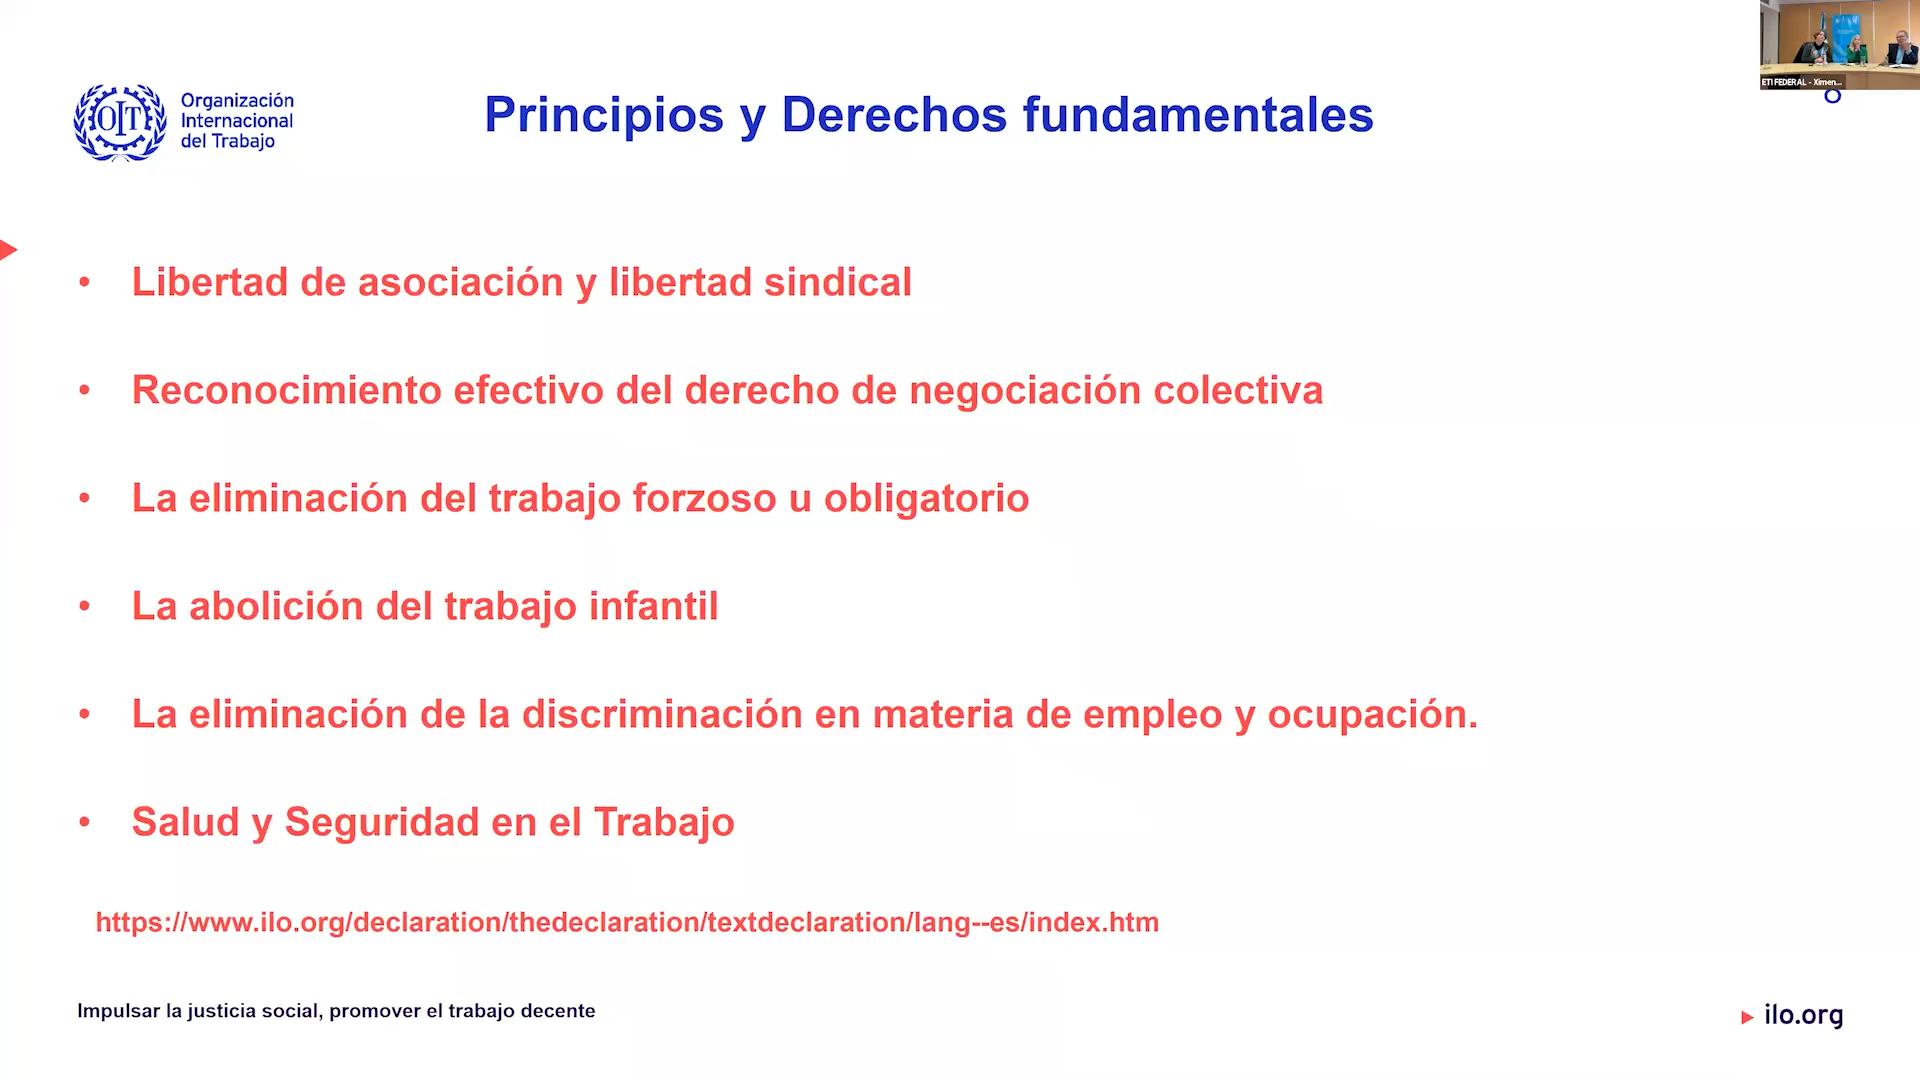 Organización
Internacional
del Trabajo
OIT
Principios y Derechos fundamentales
ETI FEDERAL - Ximen...
• Libertad de asociación y libertad sindical
• Reconocimiento efectivo del derecho de negociación colectiva
• La eliminación del trabajo forzoso u obligatorio
• La abolición del trabajo infantil
• La eliminación de la discriminación en materia de empleo y ocupación.
• Salud y Seguridad en el Trabajo
https://www.ilo.org/declaration/thedeclaration/textdeclaration/lang--es/index.htm
Impulsar la justicia social, promover el trabajo decente
ilo.org